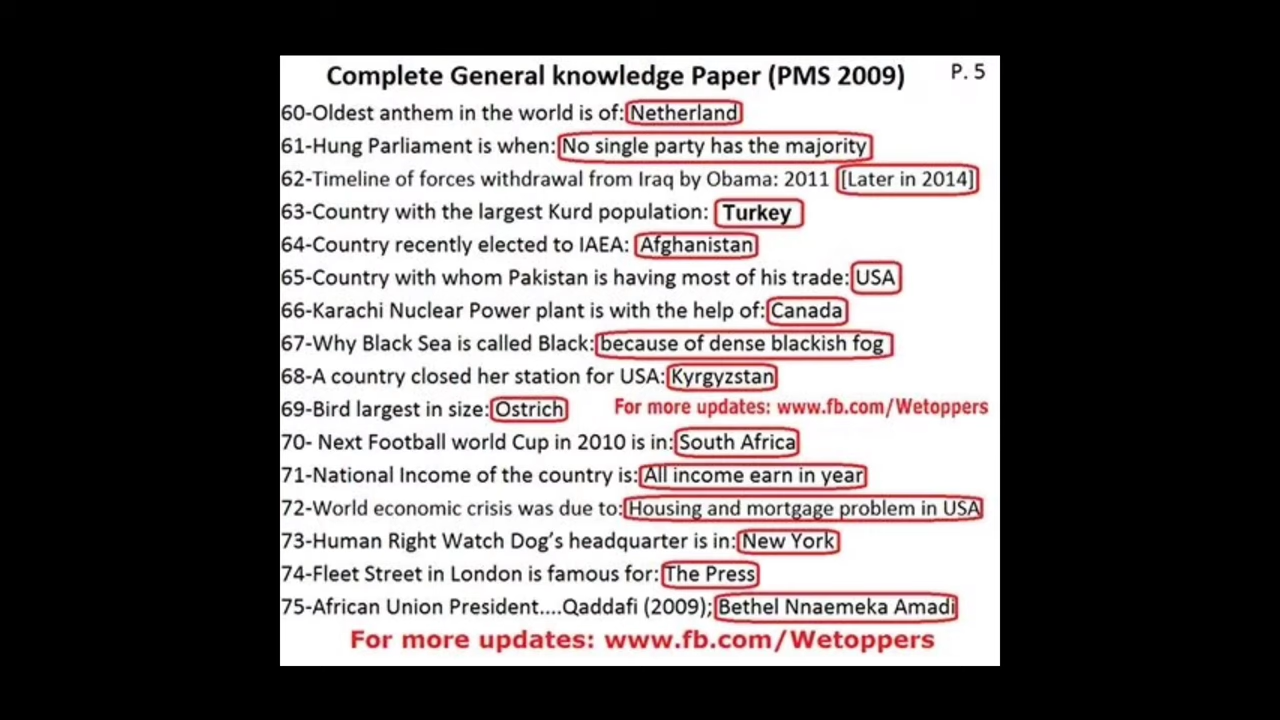 Complete General knowledge Paper (PMS 2009) P. 5
60-Oldest anthem in the world is of: Netherland
61-Hung Parliament is when: No single party has the majority
62-Timeline of forces withdrawal from Iraq by Obama: 2011 [Later in 2014]
63-Country with the largest Kurd population: Turkey
64-Country recently elected to IAEA: Afghanistan
65-Country with whom Pakistan is having most of his trade: USA
66-Karachi Nuclear Power plant is with the help of: Canada
67-Why Black Sea is called Black: because of dense blackish fog
68-A country closed her station for USA: Kyrgyzstan
69-Bird largest in size: Ostrich For more updates: www.fb.com/Wetoppers
70- Next Football world Cup in 2010 is in: South Africa
71-National Income of the country is: All income earn in year
72-World economic crisis was due to: Housing and mortgage problem in USA
73-Human Right Watch Dog’s headquarter is in: New York
74-Fleet Street in London is famous for: The Press
75-African Union President....Qaddafi (2009); Bethel Nnaemeka Amadi
For more updates: www.fb.com/Wetoppers